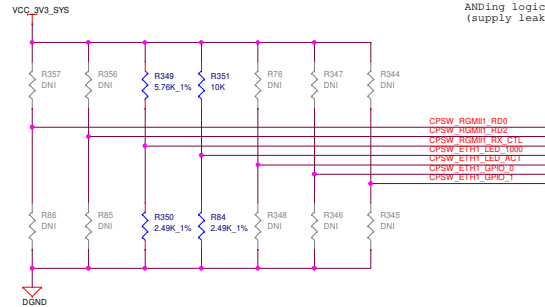 VCC_3V3_SYS
ANDing logic
(supply leak
R357
DNI
R356
DNI
R349
5.76K_1%
R351
10K
R76
DNI
R347
DNI
R344
DNI
CPSW_RGMII1_RD0
CPSW_RGMII1_RD2
CPSW_RGMII1_RX_CTL
CPSW_ETH1_LED_1000
CPSW_ETH1_LED_ACT
CPSW_ETH1_GPIO_0
CPSW_ETH1_GPIO_1
R86
DNI
R85
DNI
R350
2.49K_1%
R84
2.49K_1%
R348
DNI
R346
DNI
R345
DNI
DGND